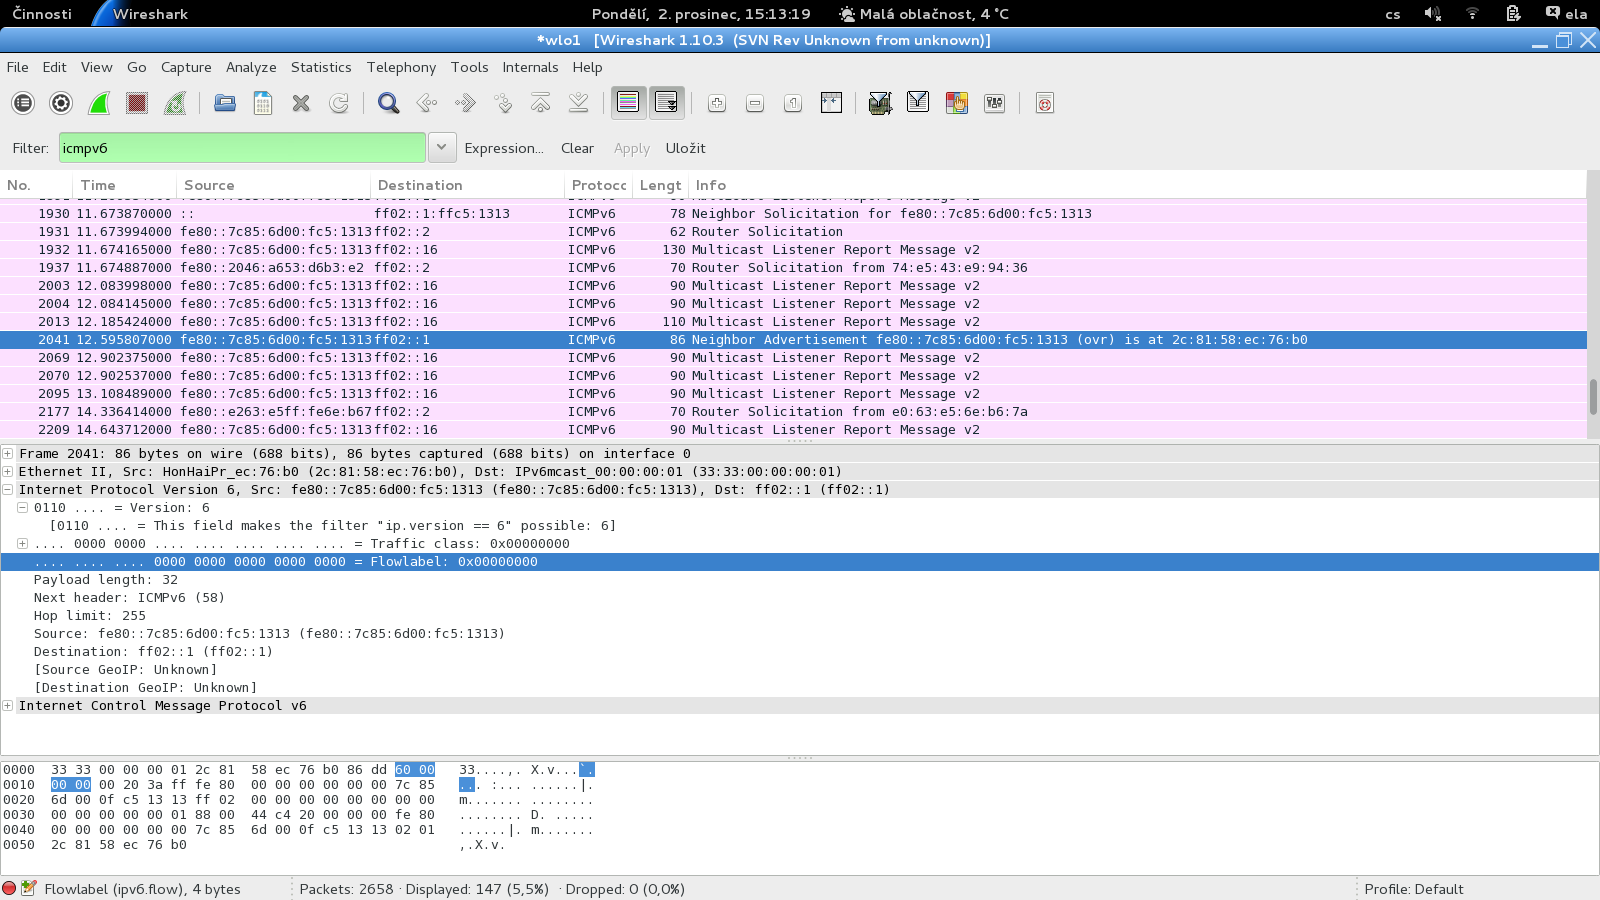 Činnosti Wireshark Pondělí, 2. prosinec, 15:13:19 Malá oblačnost, 4 °C cs ela
*wlo1 [Wireshark 1.10.3 (SVN Rev Unknown from unknown)]
File Edit View Go Capture Analyze Statistics Telephony Tools Internals Help
Filter: icmpv6 Expression... Clear Apply Uložit
No. Time Source Destination Protocc Lengt Info
1930 11.673870000 :: ff02::1:ffc5:1313 ICMPv6 78 Neighbor Solicitation for fe80::7c85:6d00:fc5:1313
1931 11.673994000 fe80::7c85:6d00:fc5:1313 ff02::2 ICMPv6 62 Router Solicitation
1932 11.674165000 fe80::7c85:6d00:fc5:1313 ff02::16 ICMPv6 130 Multicast Listener Report Message v2
1937 11.674887000 fe80::2046:a653:d6b3:e2 ff02::2 ICMPv6 70 Router Solicitation from 74:e5:43:e9:94:36
2003 12.083998000 fe80::7c85:6d00:fc5:1313 ff02::16 ICMPv6 90 Multicast Listener Report Message v2
2004 12.084145000 fe80::7c85:6d00:fc5:1313 ff02::16 ICMPv6 90 Multicast Listener Report Message v2
2013 12.185424000 fe80::7c85:6d00:fc5:1313 ff02::16 ICMPv6 110 Multicast Listener Report Message v2
2041 12.595807000 fe80::7c85:6d00:fc5:1313 ff02::1 ICMPv6 86 Neighbor Advertisement fe80::7c85:6d00:fc5:1313 (ovr) is at 2c:81:58:ec:76:b0
2069 12.902375000 fe80::7c85:6d00:fc5:1313 ff02::16 ICMPv6 90 Multicast Listener Report Message v2
2070 12.902537000 fe80::7c85:6d00:fc5:1313 ff02::16 ICMPv6 90 Multicast Listener Report Message v2
2095 13.108489000 fe80::7c85:6d00:fc5:1313 ff02::16 ICMPv6 90 Multicast Listener Report Message v2
2177 14.336414000 fe80::e263:e5ff:fe6e:b67 ff02::2 ICMPv6 70 Router Solicitation from e0:63:e5:6e:b6:7a
2209 14.643712000 fe80::7c85:6d00:fc5:1313 ff02::16 ICMPv6 90 Multicast Listener Report Message v2
Frame 2041: 86 bytes on wire (688 bits), 86 bytes captured (688 bits) on interface 0
Ethernet II, Src: HonHaiPr_ec:76:b0 (2c:81:58:ec:76:b0), Dst: IPv6mcast_00:00:00:01 (33:33:00:00:00:01)
Internet Protocol Version 6, Src: fe80::7c85:6d00:fc5:1313 (fe80::7c85:6d00:fc5:1313), Dst: ff02::1 (ff02::1)
0110 .... = Version: 6
[0110 .... = This field makes the filter "ip.version == 6" possible: 6]
.... 0000 0000 .... .... .... .... .... = Traffic class: 0x00000000
.... .... .... 0000 0000 0000 0000 0000 = Flowlabel: 0x00000000
Payload length: 32
Next header: ICMPv6 (58)
Hop limit: 255
Source: fe80::7c85:6d00:fc5:1313 (fe80::7c85:6d00:fc5:1313)
Destination: ff02::1 (ff02::1)
[Source GeoIP: Unknown]
[Destination GeoIP: Unknown]
Internet Control Message Protocol v6
0000 33 33 00 00 00 01 2c 81 58 ec 76 b0 86 dd 60 00 33....,. X.v...`.
0010 00 00 00 20 3a ff fe 80 00 00 00 00 00 00 7c 85 ... :... ......|.
0020 6d 00 0f c5 13 13 ff 02 00 00 00 00 00 00 00 00 m....... ........
0030 00 00 00 00 00 01 88 00 44 c4 20 00 00 00 fe 80 ........ D. .....
0040 00 00 00 00 00 00 7c 85 6d 00 0f c5 13 13 02 01 ......|. m.......
0050 2c 81 58 ec 76 b0 ,.X.v.
Flowlabel (ipv6.flow), 4 bytes Packets: 2658 · Displayed: 147 (5,5%) · Dropped: 0 (0,0%) Profile: Default